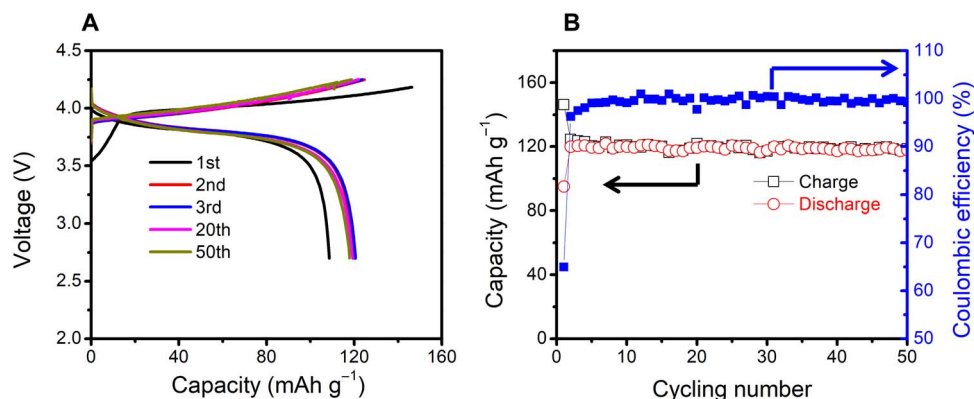 A
4.5
4.0
3.5
3.0
2.5
2.0
Voltage (V)
1st
2nd
3rd
20th
50th
0 40 80 120 160
Capacity (mAh g⁻¹)
B
160
120
80
40
0
Capacity (mAh g⁻¹)
Charge
Discharge
110
100
90
80
70
60
50
Coulombic efficiency (%)
0 10 20 30 40 50
Cycling number